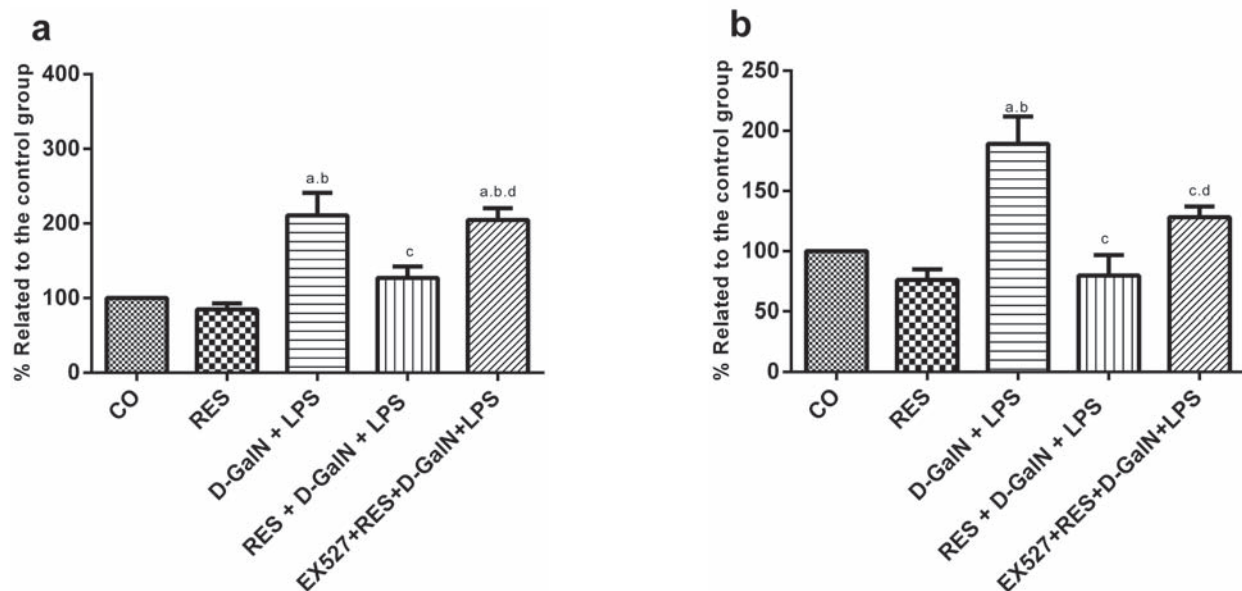 a
% Related to the control group
400
300
200
100
0
a.b
c
a.b.d
CO
RES
D-GalN + LPS
RES + D-GalN + LPS
EX527+RES+D-GalN+LPS
b
% Related to the control group
250
200
150
100
50
0
a.b
c
c.d
CO
RES
D-GalN + LPS
RES + D-GalN + LPS
EX527+RES+D-GalN+LPS